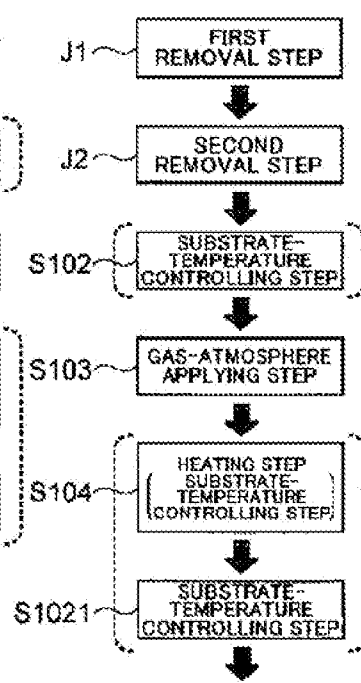 J1
FIRST
REMOVAL STEP
J2
SECOND
REMOVAL STEP
S102
SUBSTRATE-
TEMPERATURE
CONTROLLING STEP
S103
GAS-ATMOSPHERE
APPLYING STEP
S104
HEATING STEP
(SUBSTRATE-
TEMPERATURE
CONTROLLING STEP)
S1021
SUBSTRATE-
TEMPERATURE
CONTROLLING STEP